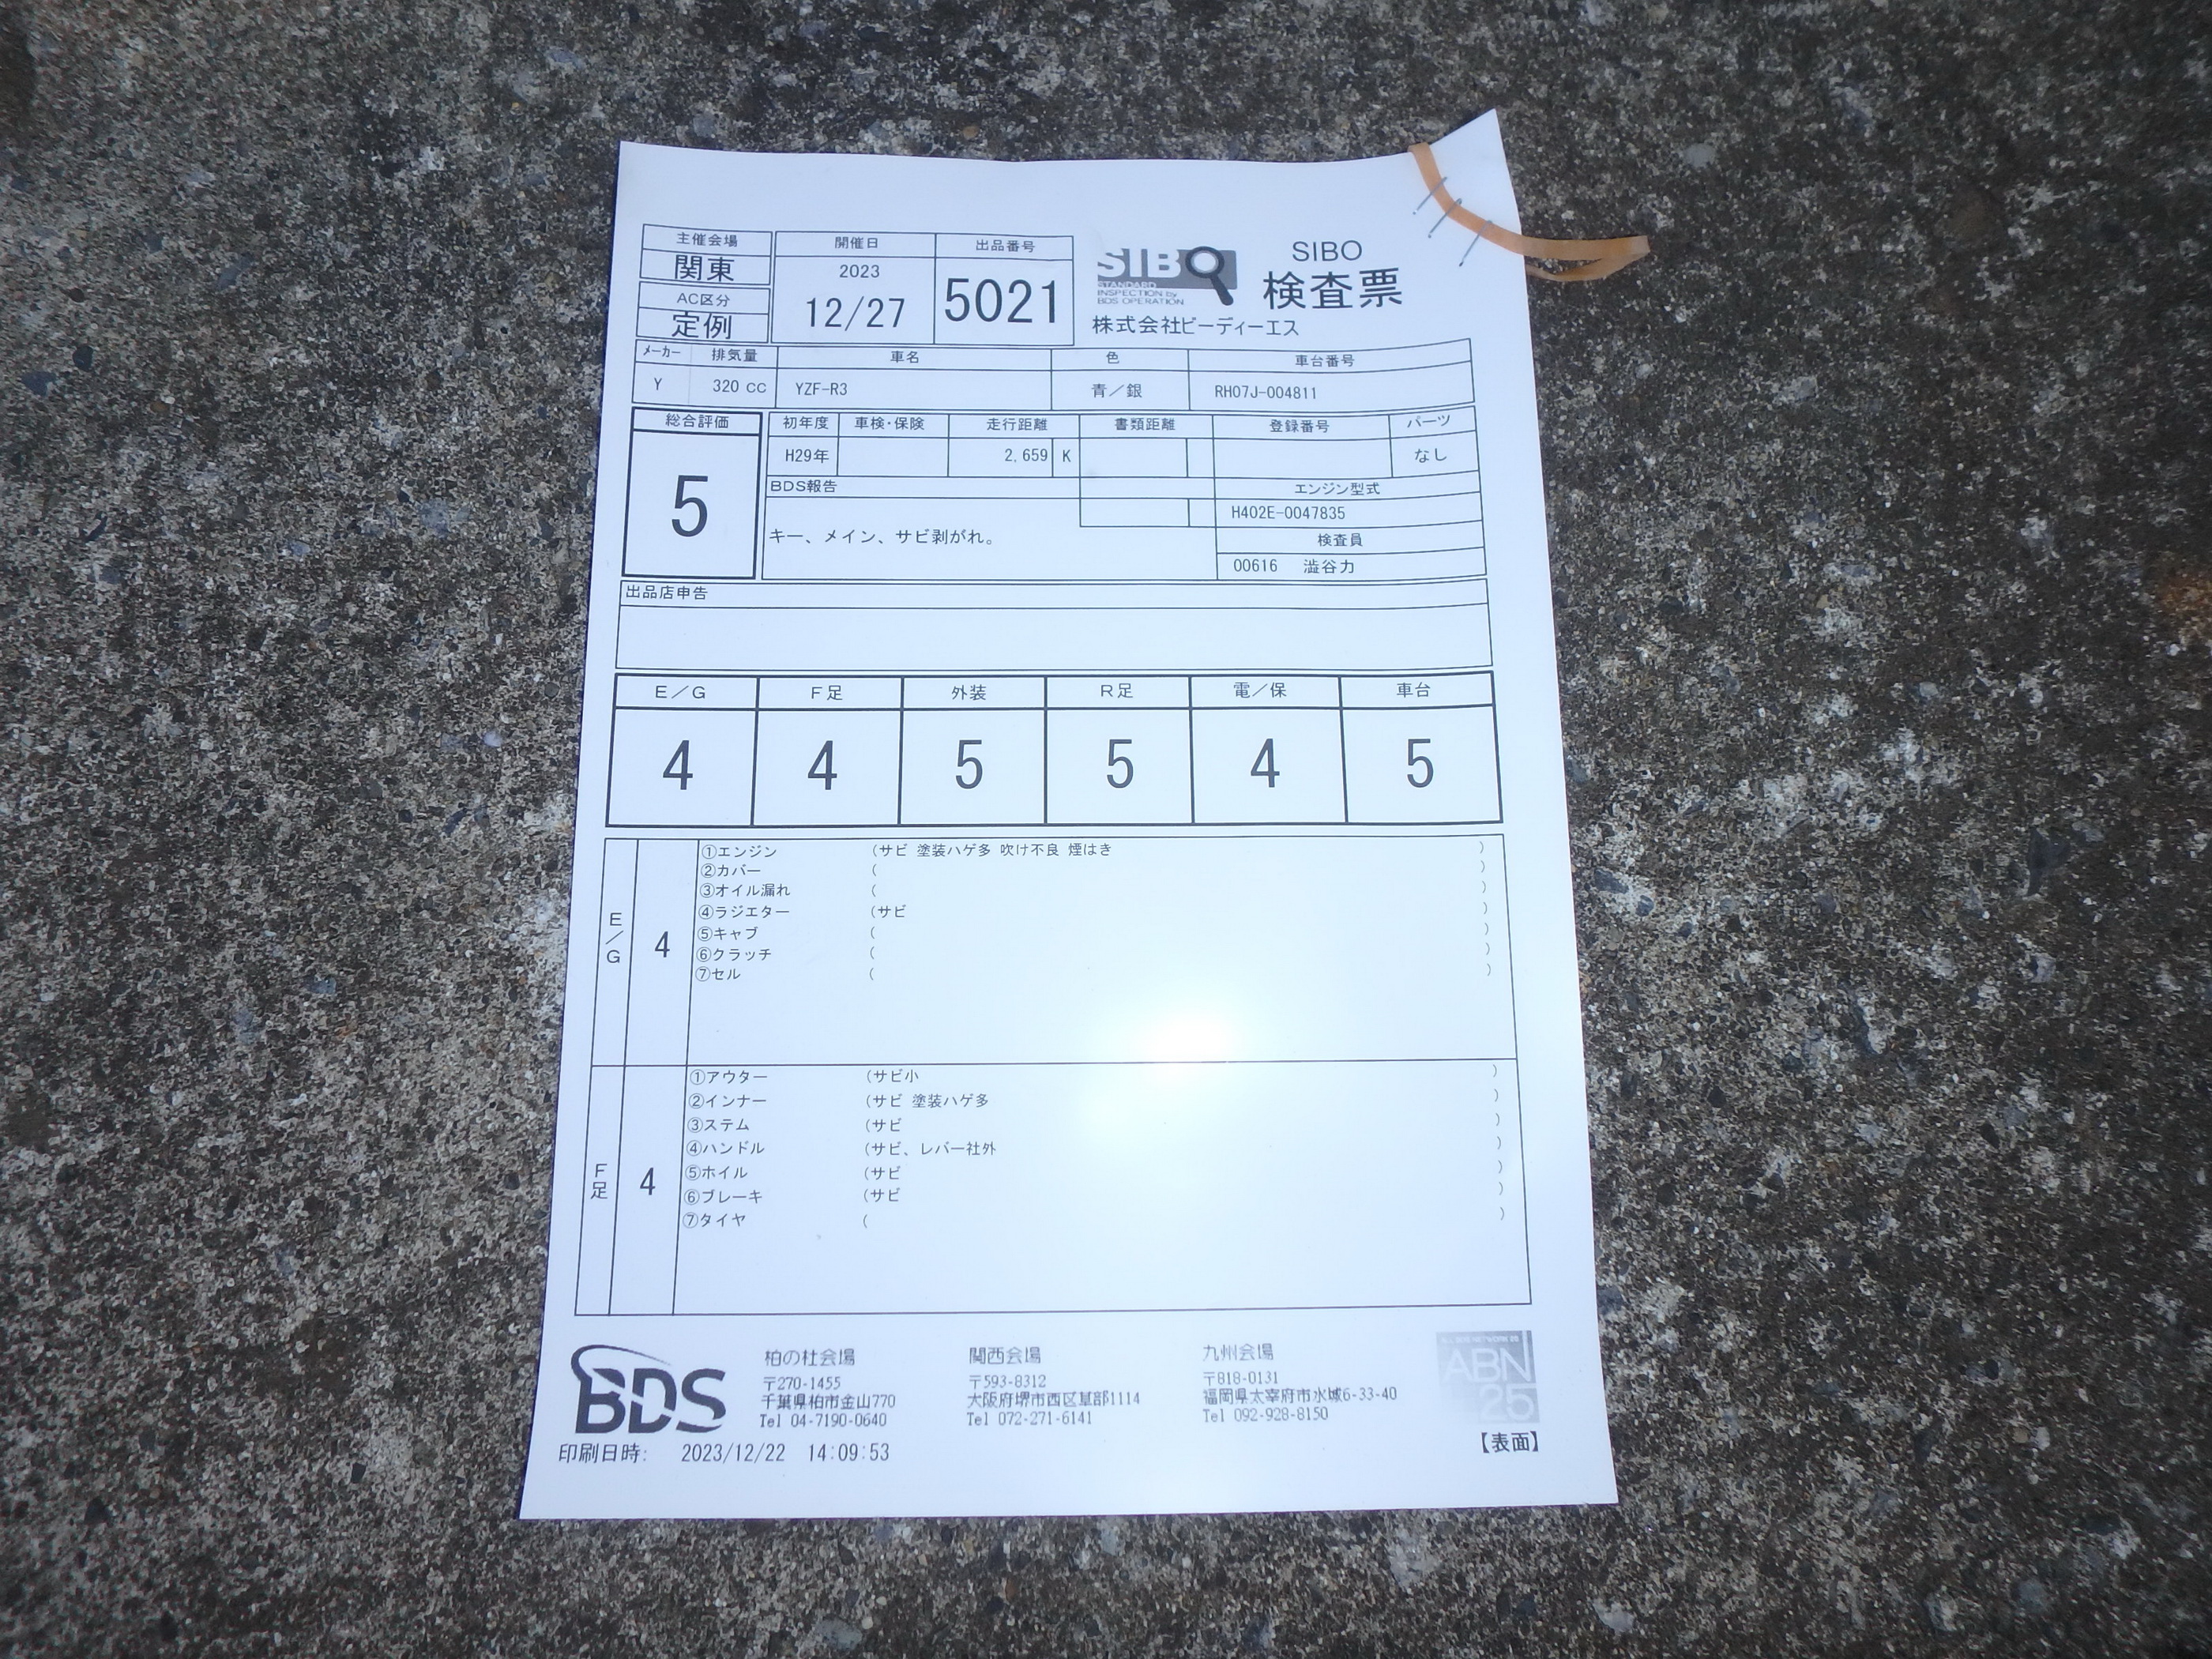 主催会場 開催日 出品番号
関東 2023 12/27 5021
AC区分
定例
SIBO
STANDARD
INSPECTION by
BDS OPERATION
SIBO
検査票
株式会社ビーディーエス
メーカー 排気量 車名 色 車台番号
Y 320 CC YZF-R3 青／銀 RH07J-004811
総合評価 初年度 車検・保険 走行距離 書類距離 登録番号 パーツ
5 H29年 2,659 K なし
BDS報告 エンジン型式
H402E-0047835
キー、メイン、サビ剥がれ。 検査員
00616 澁谷力
出品店申告
E／G F足 外装 R足 電／保 車台
4 4 5 5 4 5
E／G 4
①エンジン (サビ 塗装ハゲ多 吹け不良 煙はき )
②カバー ( )
③オイル漏れ ( )
④ラジエター (サビ )
⑤キャブ ( )
⑥クラッチ ( )
⑦セル ( )
F足 4
①アウター (サビ小 )
②インナー (サビ 塗装ハゲ多 )
③ステム (サビ )
④ハンドル (サビ、レバー社外 )
⑤ホイル (サビ )
⑥ブレーキ (サビ )
⑦タイヤ ( )
BDS
柏の杜会場
〒270-1455
千葉県柏市金山770
Tel 04-7190-0640
関西会場
〒593-8312
大阪府堺市西区草部1114
Tel 072-271-6141
九州会場
〒818-0131
福岡県太宰府市水城6-33-40
Tel 092-928-8150
ABN
25
印刷日時: 2023/12/22 14:09:53
【表面】